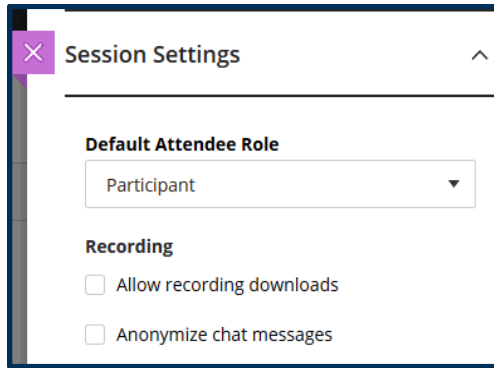 Session Settings
Default Attendee Role
Participant
Recording
Allow recording downloads
Anonymize chat messages